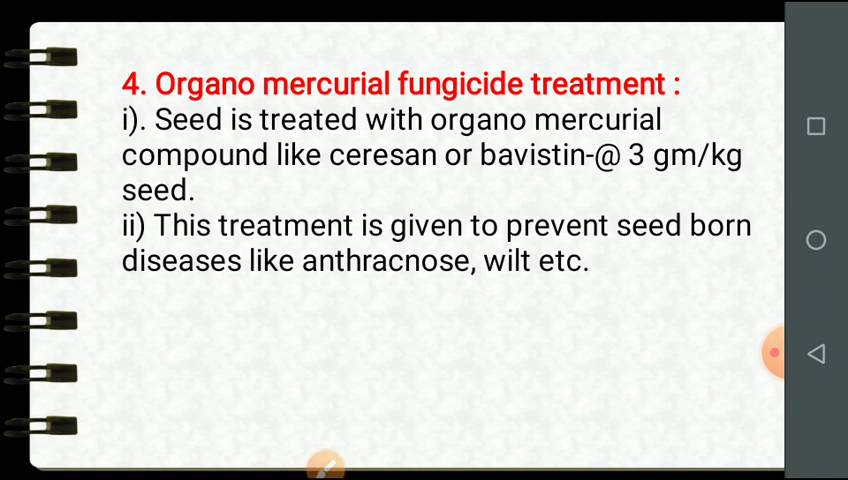 4. Organo mercurial fungicide treatment :
i). Seed is treated with organo mercurial
compound like ceresan or bavistin-@ 3 gm/kg
seed.
ii) This treatment is given to prevent seed born
diseases like anthracnose, wilt etc.